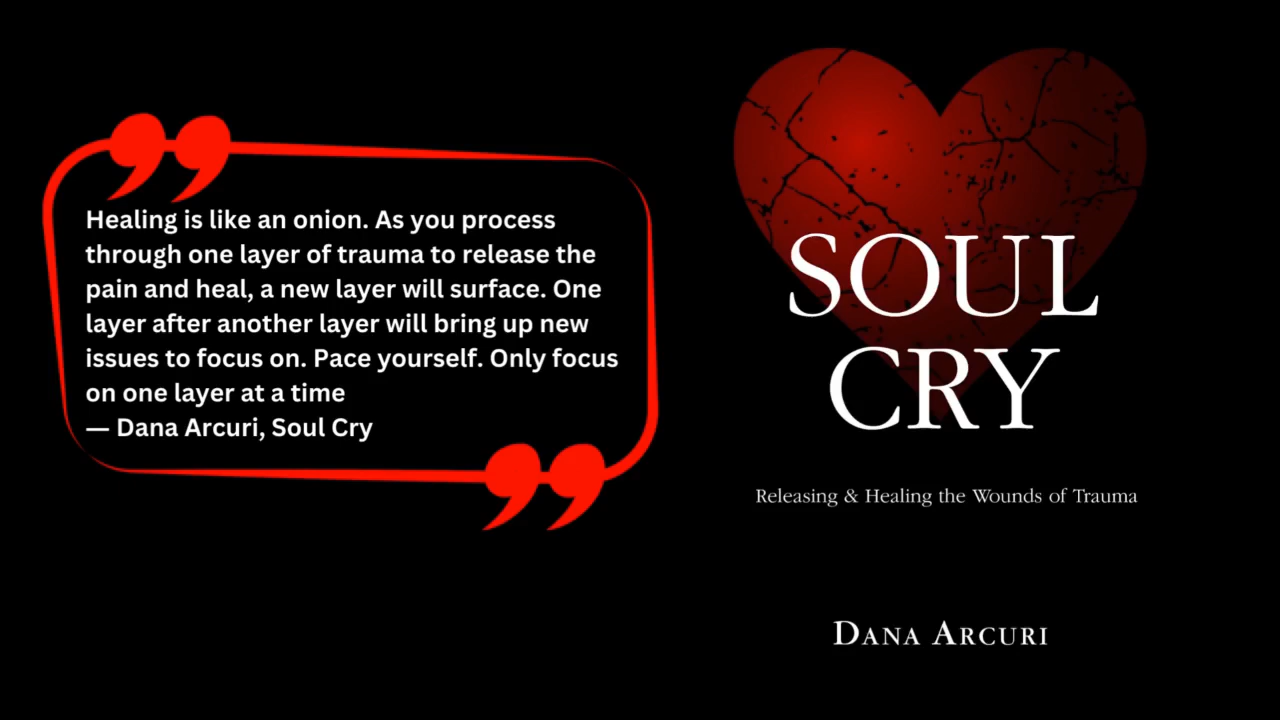 Healing is like an onion. As you process
through one layer of trauma to release the
pain and heal, a new layer will surface. One
layer after another layer will bring up new
issues to focus on. Pace yourself. Only focus
on one layer at a time
— Dana Arcuri, Soul Cry
SOUL
CRY
Releasing & Healing the Wounds of Trauma
DANA ARCURI